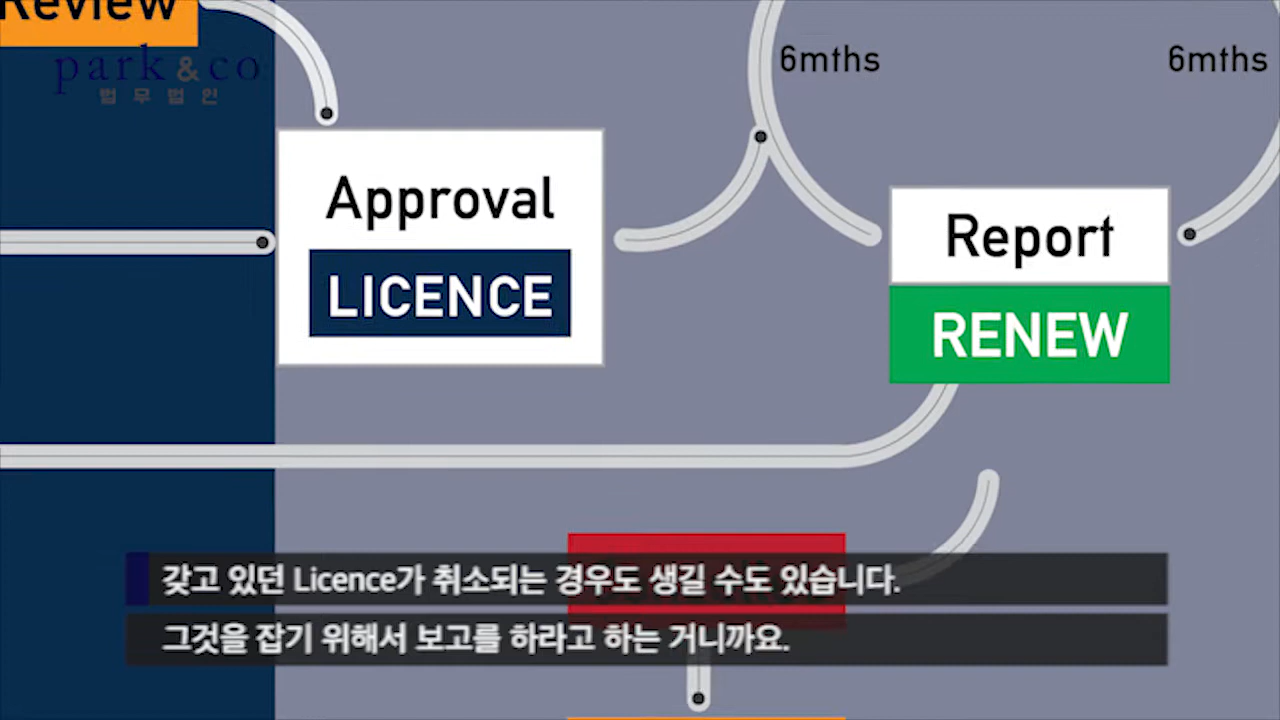 Review
park & co
법무법인
6mths
6mths
Approval
LICENCE
Report
RENEW
갖고 있던 Licence가 취소되는 경우도 생길 수도 있습니다.
그것을 잡기 위해서 보고를 하라고 하는 거니까요.